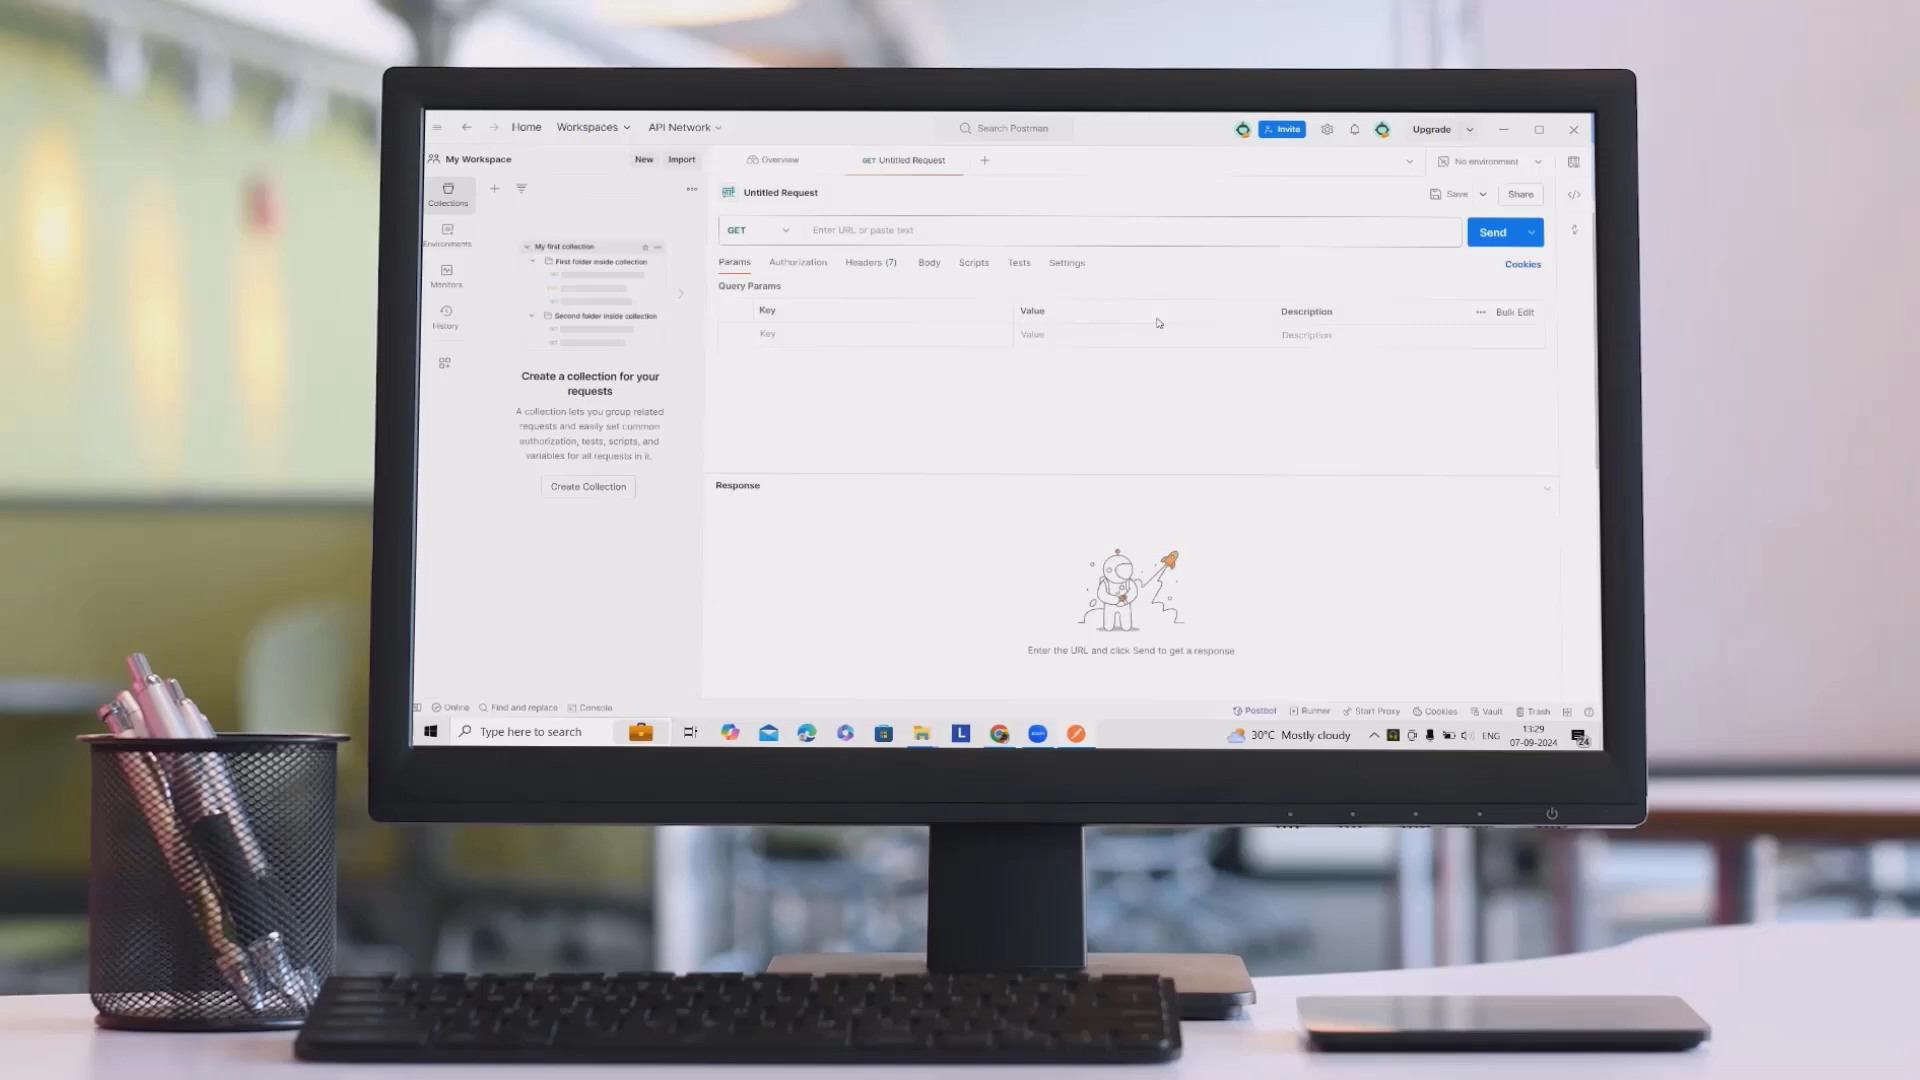 Home Workspaces API Network Search Postman Invite Upgrade
My Workspace New Import Overview GET Untitled Request No environment
Collections
Environments
Monitors
History
My first collection
First folder inside collection
Second folder inside collection
Create a collection for your
requests
A collection lets you group related
requests and easily set common
authorization, tests, scripts, and
variables for all requests in it.
Create Collection
Untitled Request Save Share
GET Enter URL or paste text Send
Params Authorization Headers (7) Body Scripts Tests Settings Cookies
Query Params
Key Value Description Bulk Edit
Key Value Description
Response
Enter the URL and click Send to get a response
Online Find and replace Console Postbot Runner Start Proxy Cookies Vault Trash
Type here to search L zoom 30°C Mostly cloudy ENG 13:29
07-09-2024 24